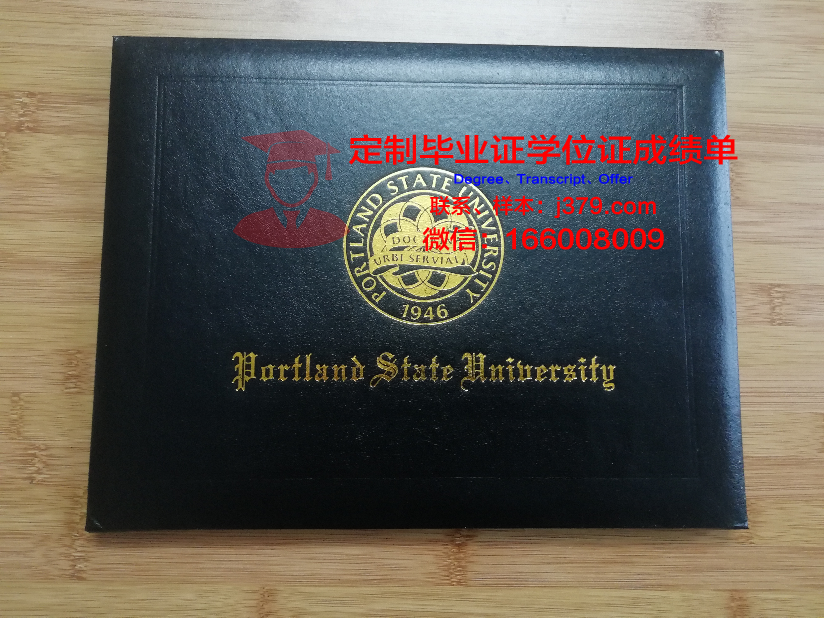 定制毕业证学位证成绩单
Degree、Transcript、Offer
联系、样本：j379.com
微信：166008009
PORTLAND STATE UNIVERSITY
URBI SERVIAT
1946
Portland State University